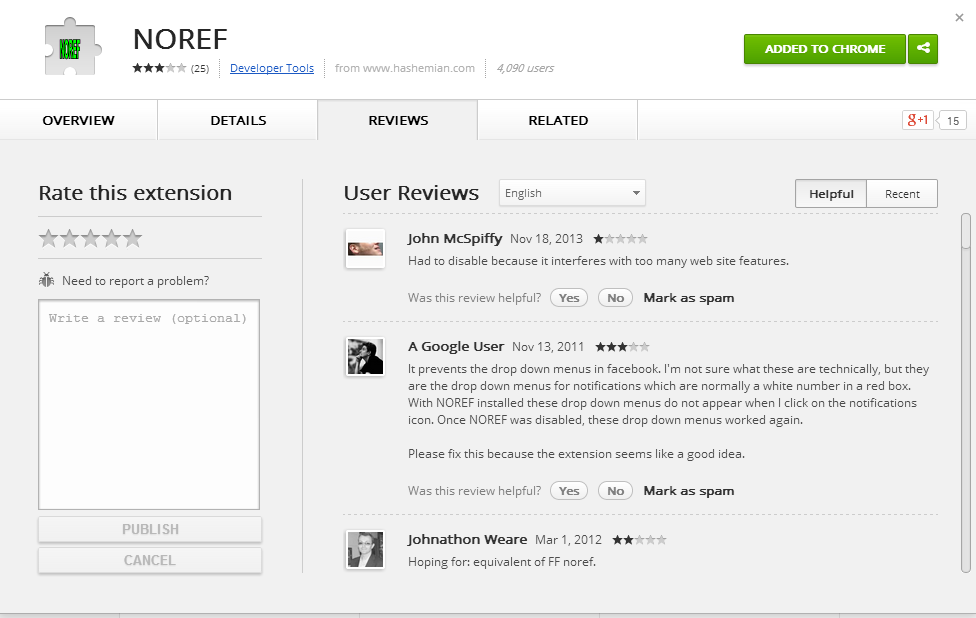 NOREF
NOREF
(25) Developer Tools from www.hashemian.com 4,090 users
ADDED TO CHROME
OVERVIEW DETAILS REVIEWS RELATED
g+1 15
Rate this extension
Need to report a problem?
Write a review (optional)
PUBLISH
CANCEL
User Reviews English Helpful Recent
John McSpiffy Nov 18, 2013
Had to disable because it interferes with too many web site features.
Was this review helpful? Yes No Mark as spam
A Google User Nov 13, 2011
It prevents the drop down menus in facebook. I'm not sure what these are technically, but they
are the drop down menus for notifications which are normally a white number in a red box.
With NOREF installed these drop down menus do not appear when I click on the notifications
icon. Once NOREF was disabled, these drop down menus worked again.
Please fix this because the extension seems like a good idea.
Was this review helpful? Yes No Mark as spam
Johnathon Weare Mar 1, 2012
Hoping for: equivalent of FF noref.